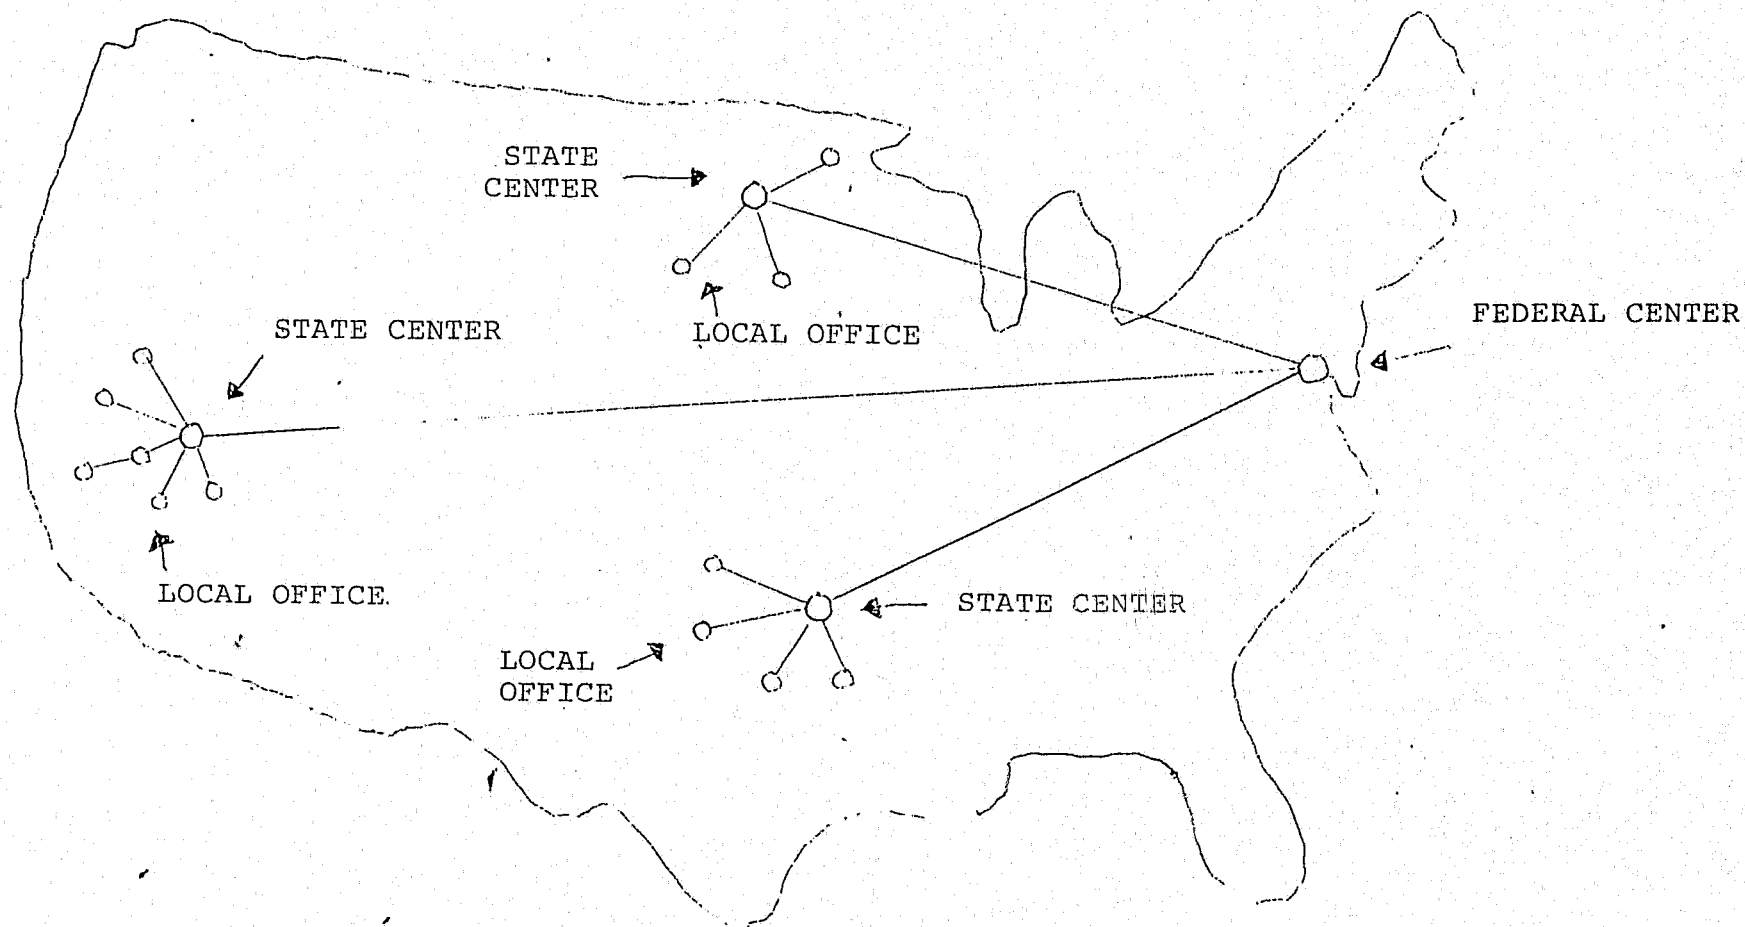 STATE
CENTER
FEDERAL CENTER
STATE CENTER
LOCAL OFFICE
LOCAL OFFICE.
STATE CENTER
LOCAL
OFFICE